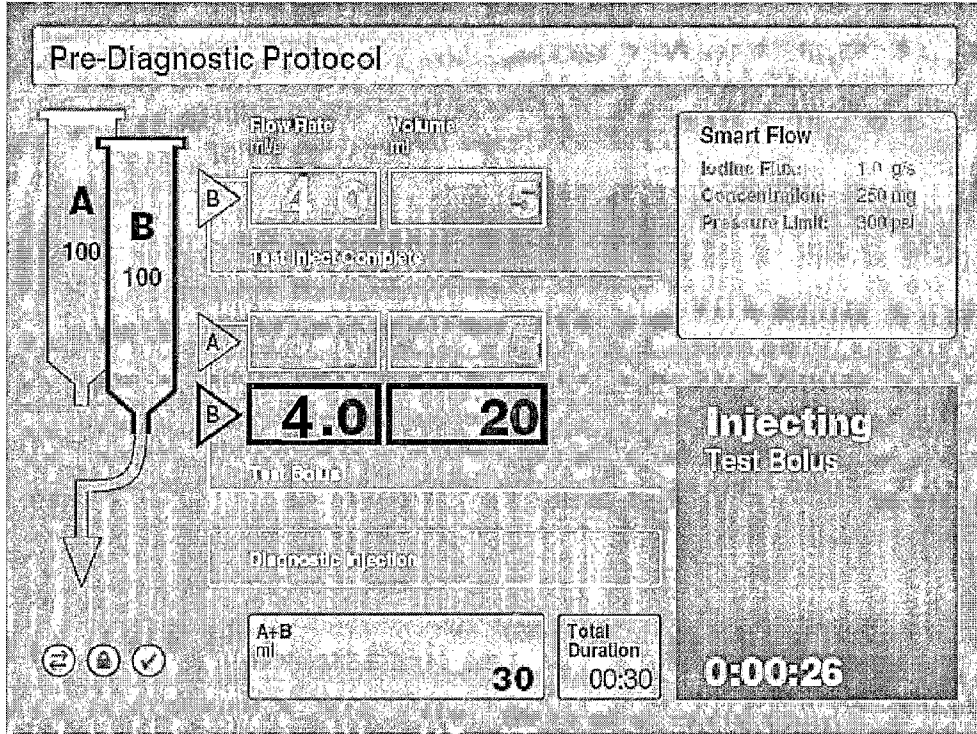 Pre-Diagnostic Protocol
A
100
B
100
Flow Rate
ml/s
Volume
ml
B
4.0
5
Test Inject Complete
A
B
4.0
20
Test Bolus
Diagnostic Injection
A+B
ml
30
Total
Duration
00:30
Smart Flow
Iodine Flux: 1.0 g/s
Concentration: 250 mg
Pressure Limit: 300 psi
Injecting
Test Bolus
0:00:26